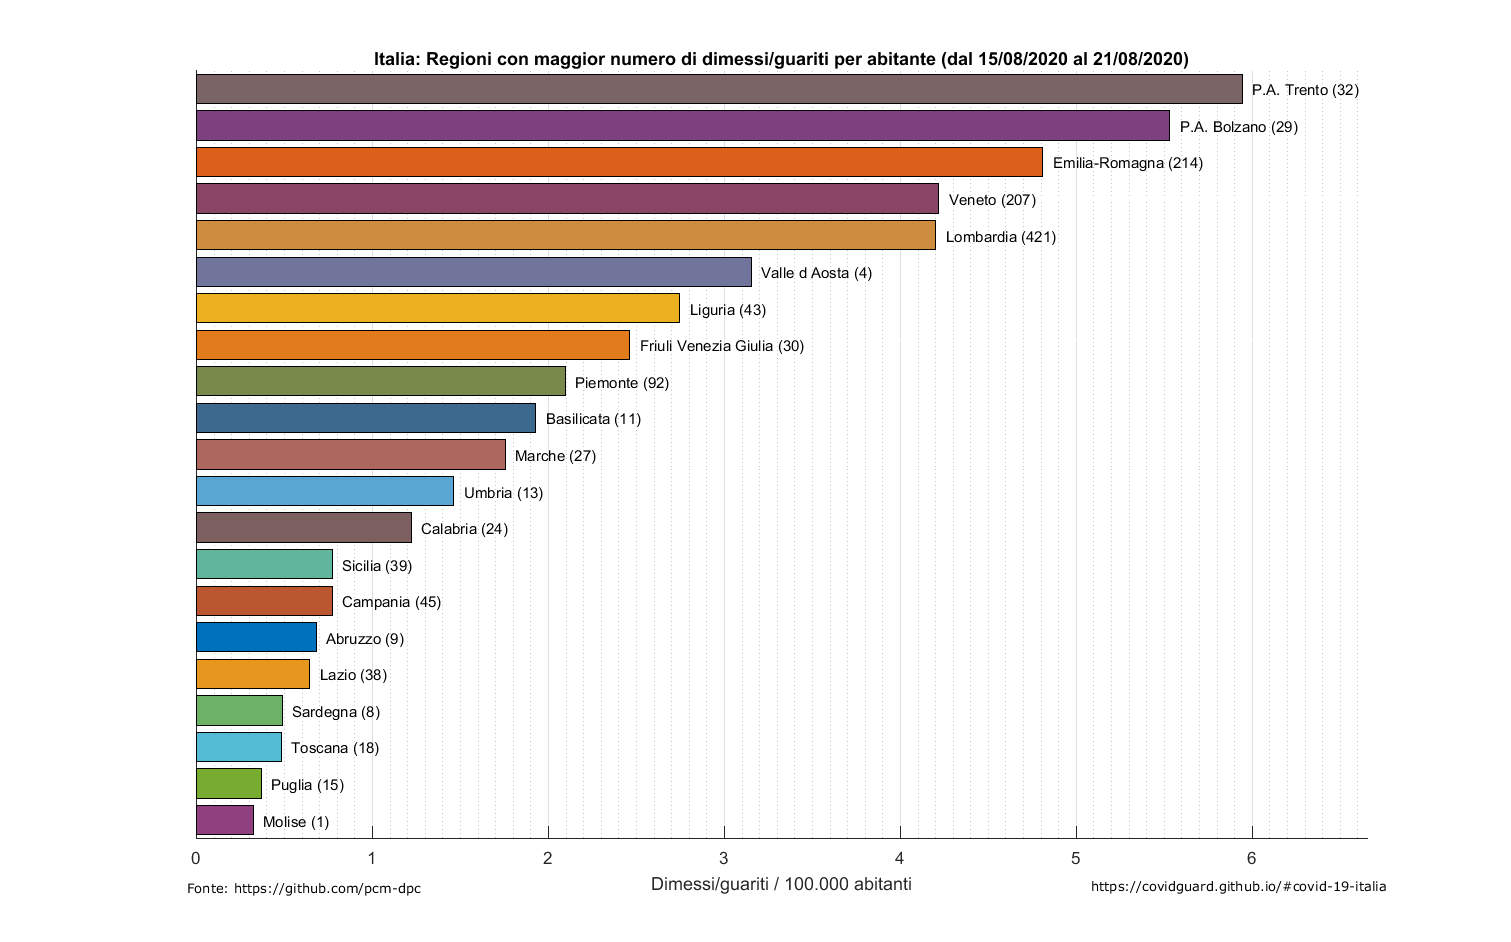 Italia: Regioni con maggior numero di dimessi/guariti per abitante (dal 15/08/2020 al 21/08/2020)
P.A. Trento (32)
P.A. Bolzano (29)
Emilia-Romagna (214)
Veneto (207)
Lombardia (421)
Valle d Aosta (4)
Liguria (43)
Friuli Venezia Giulia (30)
Piemonte (92)
Basilicata (11)
Marche (27)
Umbria (13)
Calabria (24)
Sicilia (39)
Campania (45)
Abruzzo (9)
Lazio (38)
Sardegna (8)
Toscana (18)
Puglia (15)
Molise (1)
0 1 2 3 4 5 6
Dimessi/guariti / 100.000 abitanti
Fonte: https://github.com/pcm-dpc
https://covidguard.github.io/#covid-19-italia